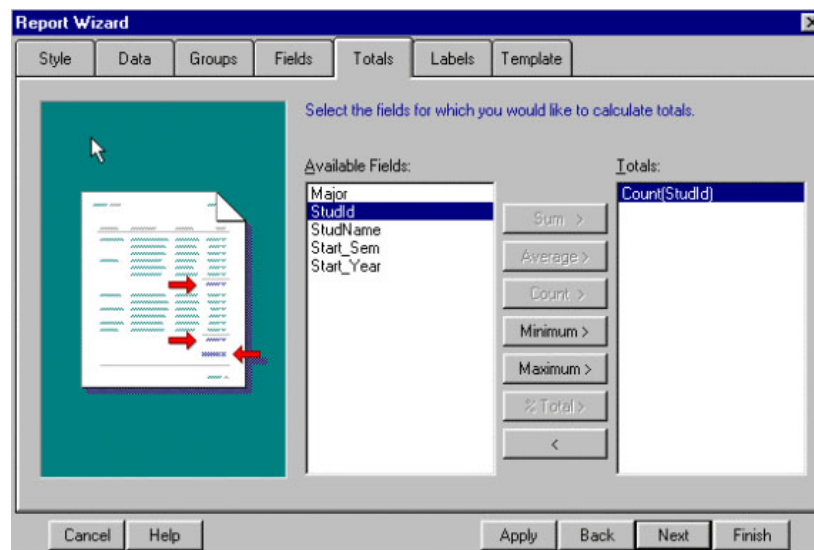 Report Wizard
Style Data Groups Fields Totals Labels Template
Select the fields for which you would like to calculate totals.
Available Fields:
Major
StudId
StudName
Start_Sem
Start_Year
Sum >
Average >
Count >
Minimum >
Maximum >
% Total >
<
Totals:
Count(StudId)
Cancel Help Apply Back Next Finish